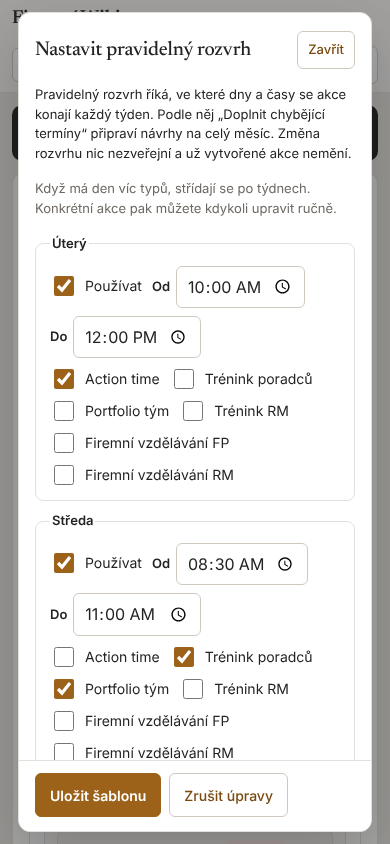 Nastavit pravidelný rozvrh
Zavřít
Pravidelný rozvrh říká, ve které dny a časy se akce
konají každý týden. Podle něj „Doplnit chybějící
termíny“ připraví návrhy na celý měsíc. Změna
rozvrhu nic nezveřejní a už vytvořené akce nemění.
Když má den víc typů, střídají se po týdnech.
Konkrétní akce pak můžete kdykoli upravit ručně.
Úterý
Používat Od 10:00 AM
Do 12:00 PM
Action time Trénink poradců
Portfolio tým Trénink RM
Firemní vzdělávání FP
Firemní vzdělávání RM
Středa
Používat Od 08:30 AM
Do 11:00 AM
Action time Trénink poradců
Portfolio tým Trénink RM
Firemní vzdělávání FP
Firemní vzdělávání RM
Uložit šablonu Zrušit úpravy